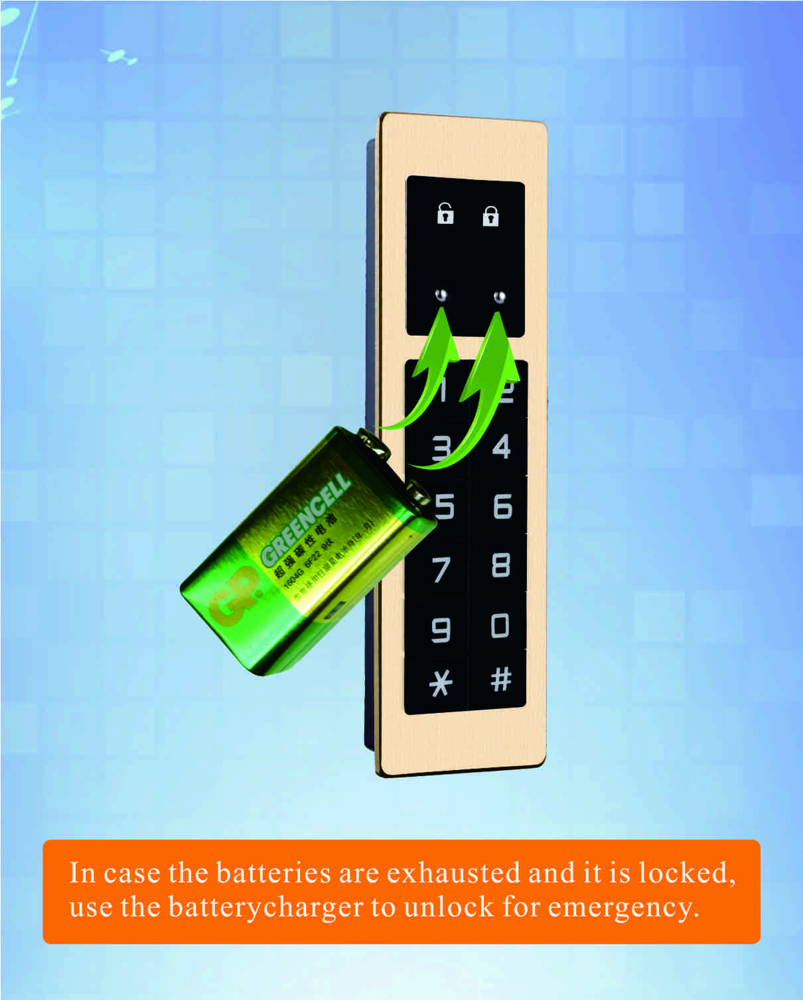 1 2
3 4
5 6
7 8
9 0
* #
GP
GREENCELL
超强碳性电池
1604G 6F22 9伏
In case the batteries are exhausted and it is locked,
use the batterycharger to unlock for emergency.